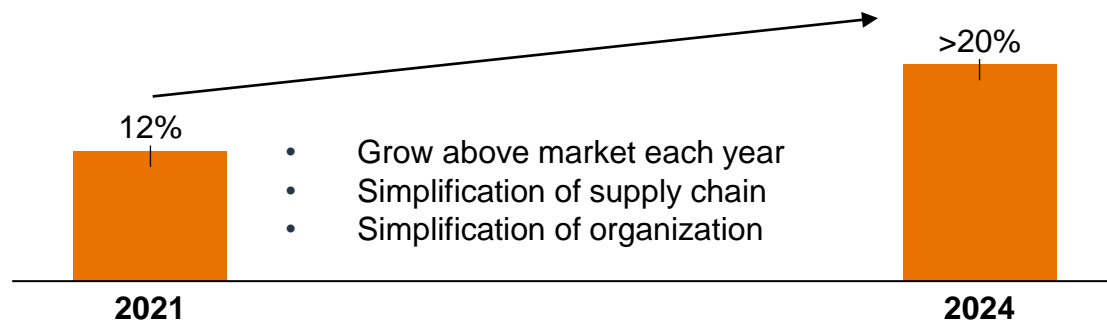 >20%
12%
• Grow above market each year
• Simplification of supply chain
• Simplification of organization
2021
2024